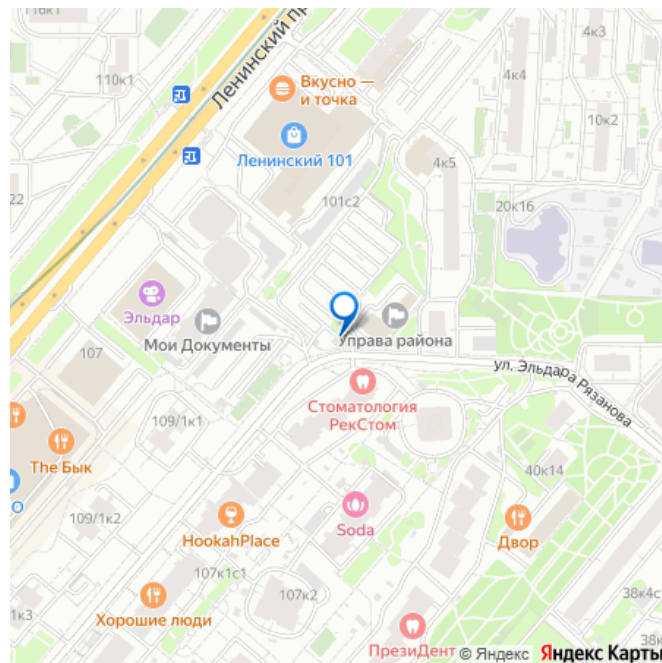 116к1
4к3
110к1
Ленинский пр
Вкусно —
и точка
4к4
10к2
Ленинский 101
4к5
22
101с2
20к16
Эльдар
Мои Документы
Управа района
107
ул. Эльдара Рязанова
Стоматология
РекСтом
109/1к1
The Бык
40к14
О
109/1к2
HookahPlace
Soda
Двор
107к1с1
107к2
38к4с
1к3
Хорошие люди
38к
ПрезиДент
© Яндекс Яндекс Карты